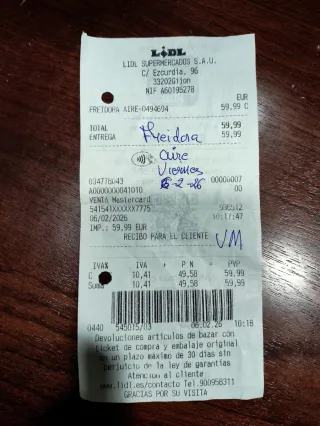 LIDL
LIDL SUPERMERCADOS S.A.U.
C/ Ezcurdia, 96
33202Gijon
NIF A60195278
EUR
FREIDORA AIRE-0494694 59,99 C
TOTAL 59,99
ENTREGA 59,99
Freidora
aire
Viernes
6-2-26
034776043 00000007
A0000000041010 00
VENTA Mastercard
541541XXXXXX7775
06/02/2026 10:17:47
IMP.: 59,99 EUR
RECIBO PARA EL CLIENTE
VM
IVA% IVA + P N = PVP
C 10,41 49,58 59,99
Suma 10,41 49,58 59,99
0440 545015/03 06.02.26 10:18
Devoluciones artículos de bazar con
ticket de compra y embalaje original
en un plazo máximo de 30 días sin
perjuicio de la ley de garantías
Atención al cliente
www.lidl.es/contacto Tel.900958311
GRACIAS POR SU VISITA